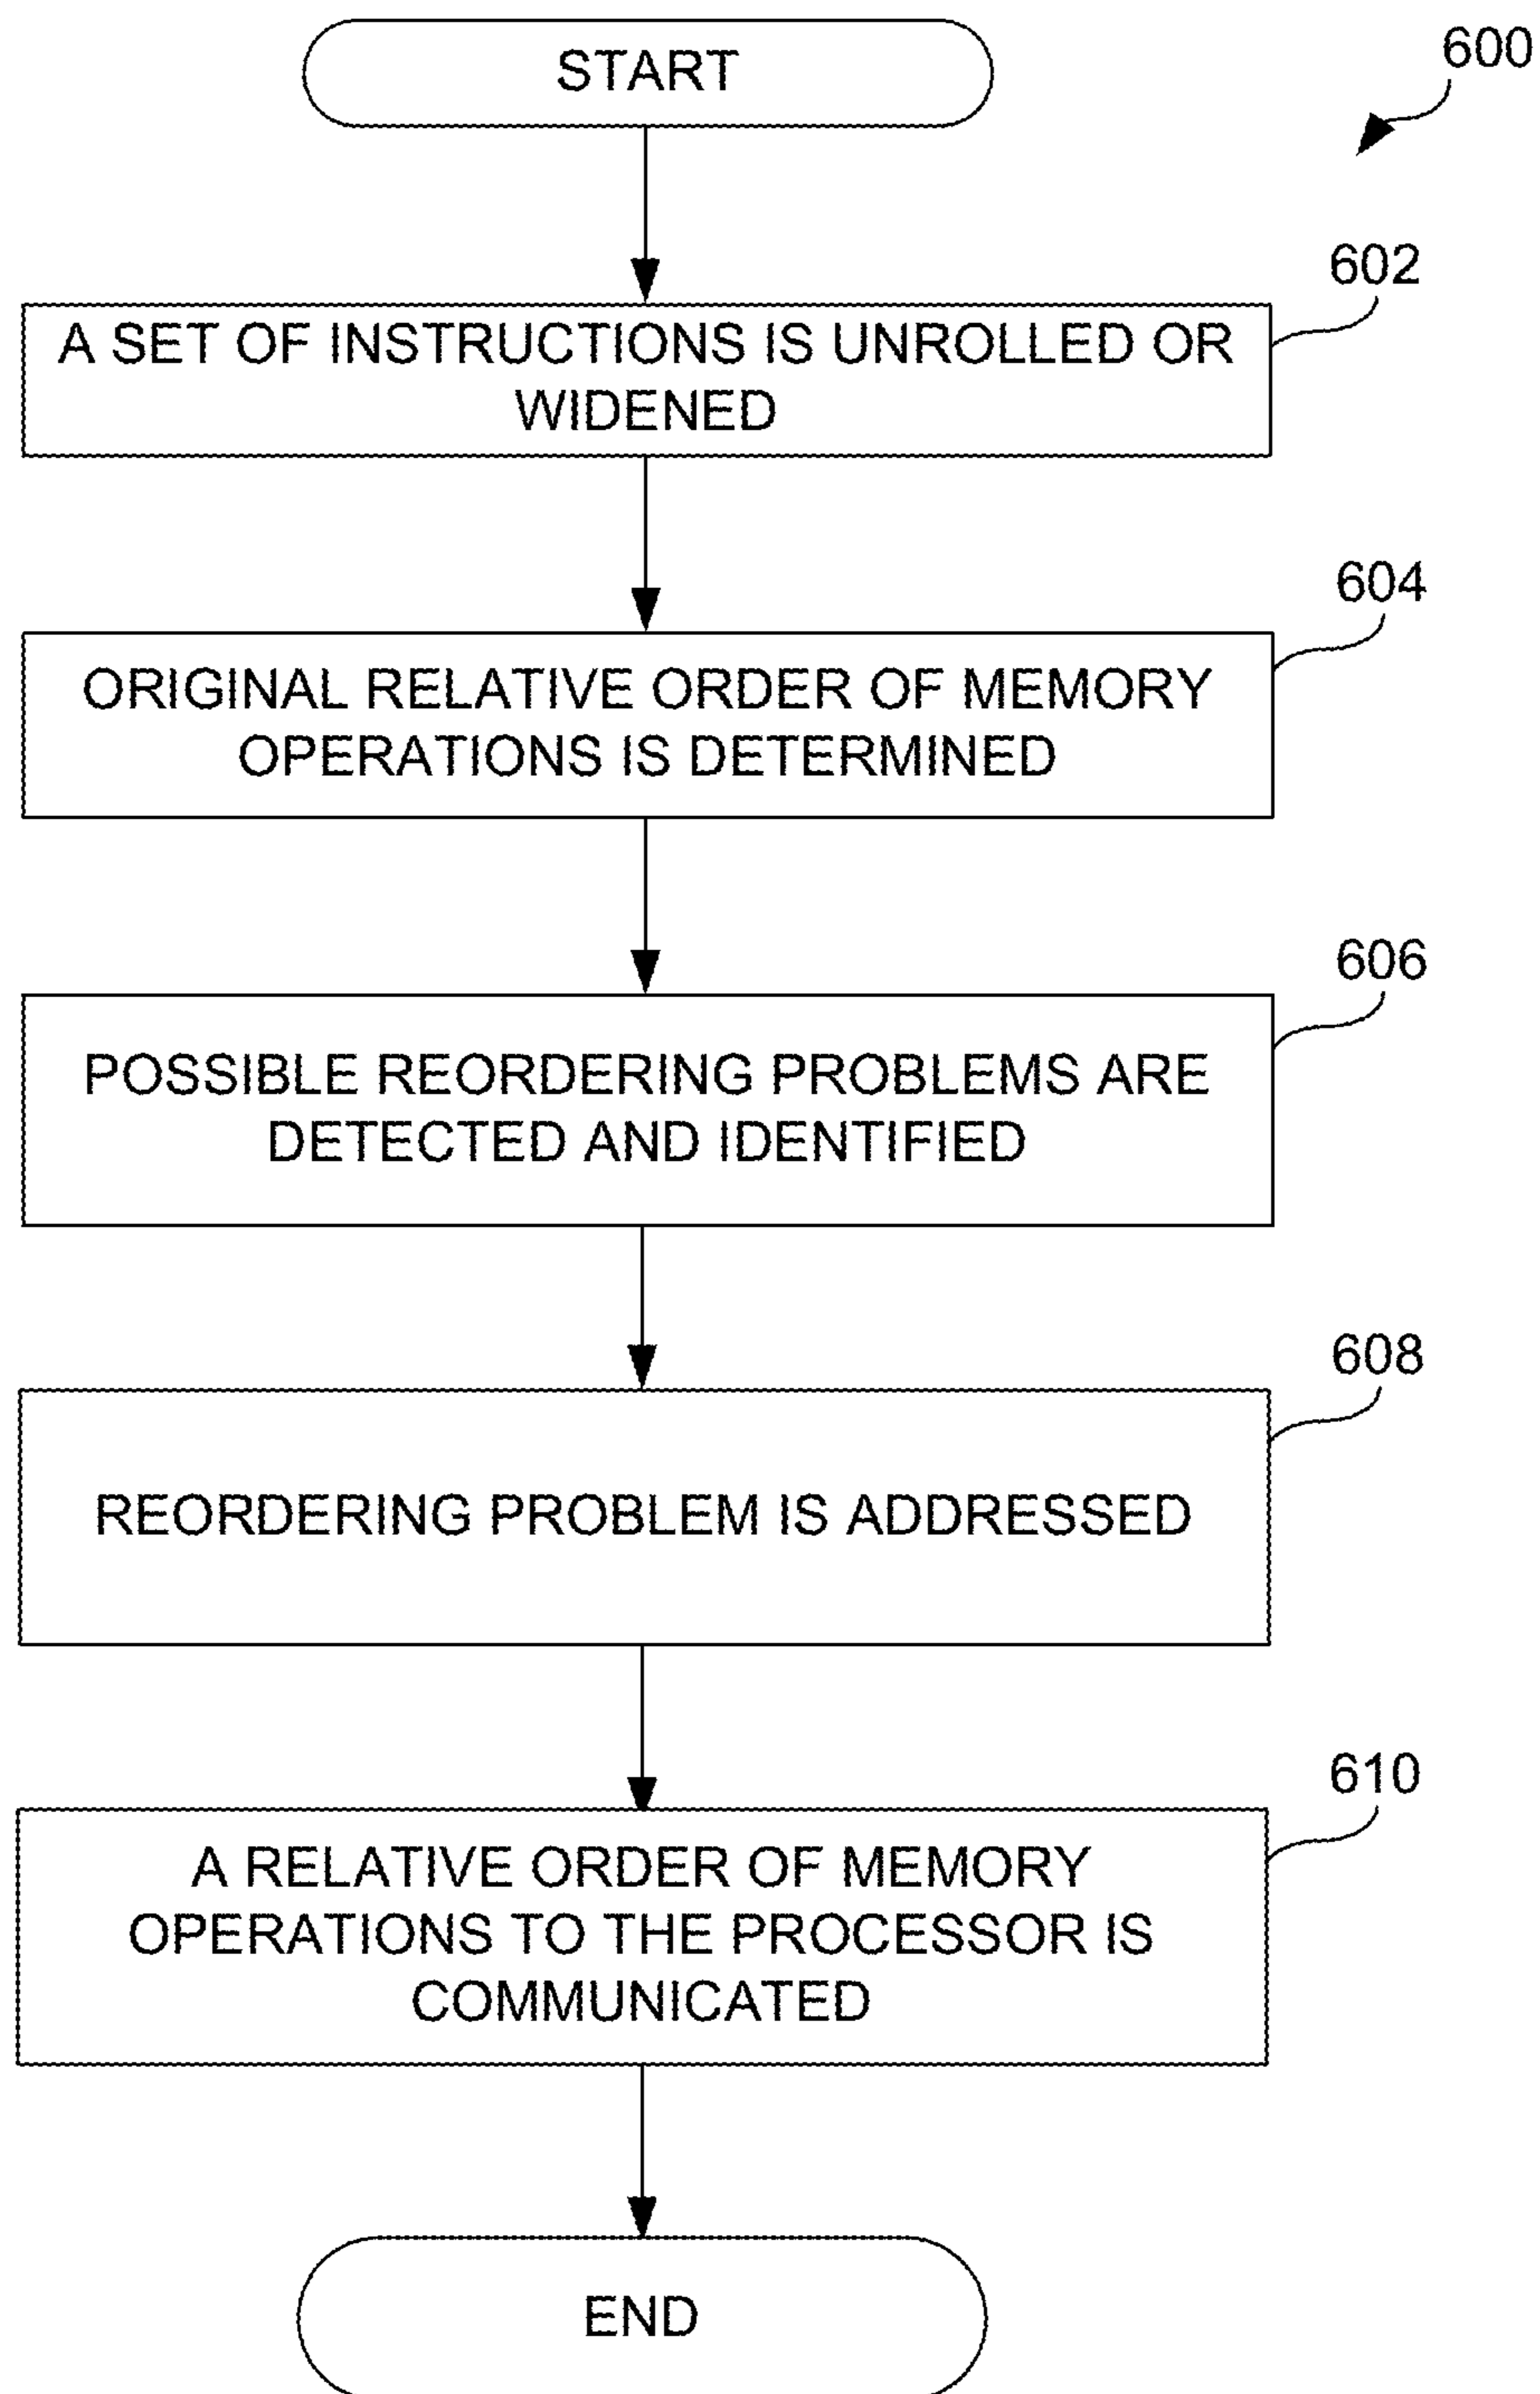 START
600
602
A SET OF INSTRUCTIONS IS UNROLLED OR
WIDENED
604
ORIGINAL RELATIVE ORDER OF MEMORY
OPERATIONS IS DETERMINED
606
POSSIBLE REORDERING PROBLEMS ARE
DETECTED AND IDENTIFIED
608
REORDERING PROBLEM IS ADDRESSED
610
A RELATIVE ORDER OF MEMORY
OPERATIONS TO THE PROCESSOR IS
COMMUNICATED
END